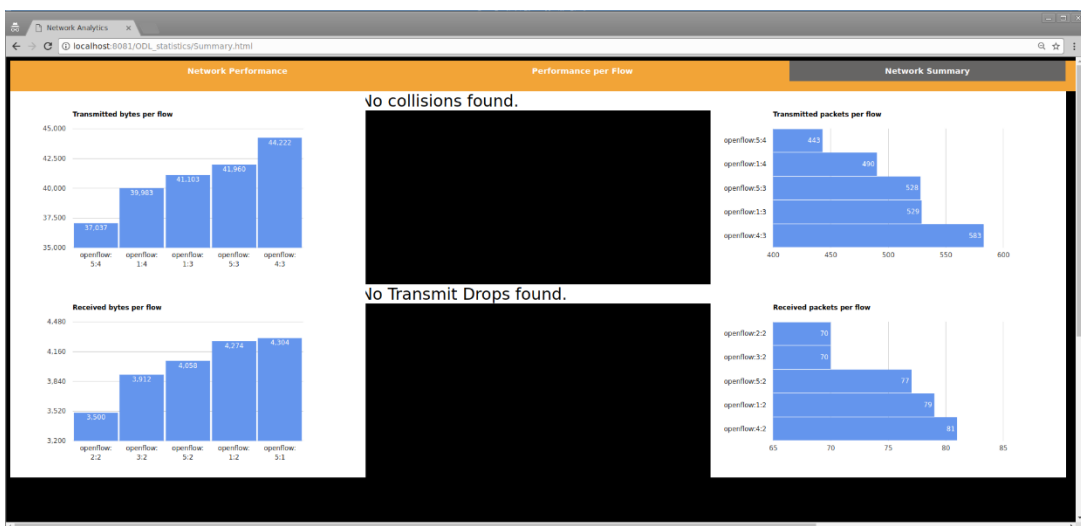 Network Analytics
localhost:8081/ODL_statistics/Summary.html
Network Performance
Performance per Flow
Network Summary
Transmitted bytes per flow
45,000
42,500
40,000
37,500
35,000
37,037
39,983
41,103
41,960
44,222
openflow: 5:4
openflow: 1:4
openflow: 1:3
openflow: 5:3
openflow: 4:3
No collisions found.
Transmitted packets per flow
openflow:5:4
443
openflow:1:4
490
openflow:5:3
528
openflow:1:3
529
openflow:4:3
583
400
450
500
550
600
Received bytes per flow
4,480
4,160
3,840
3,520
3,200
3,500
3,912
4,058
4,274
4,304
openflow: 2:2
openflow: 3:2
openflow: 5:2
openflow: 1:2
openflow: 5:1
No Transmit Drops found.
Received packets per flow
openflow:2:2
70
openflow:3:2
70
openflow:5:2
77
openflow:1:2
79
openflow:4:2
81
65
70
75
80
85